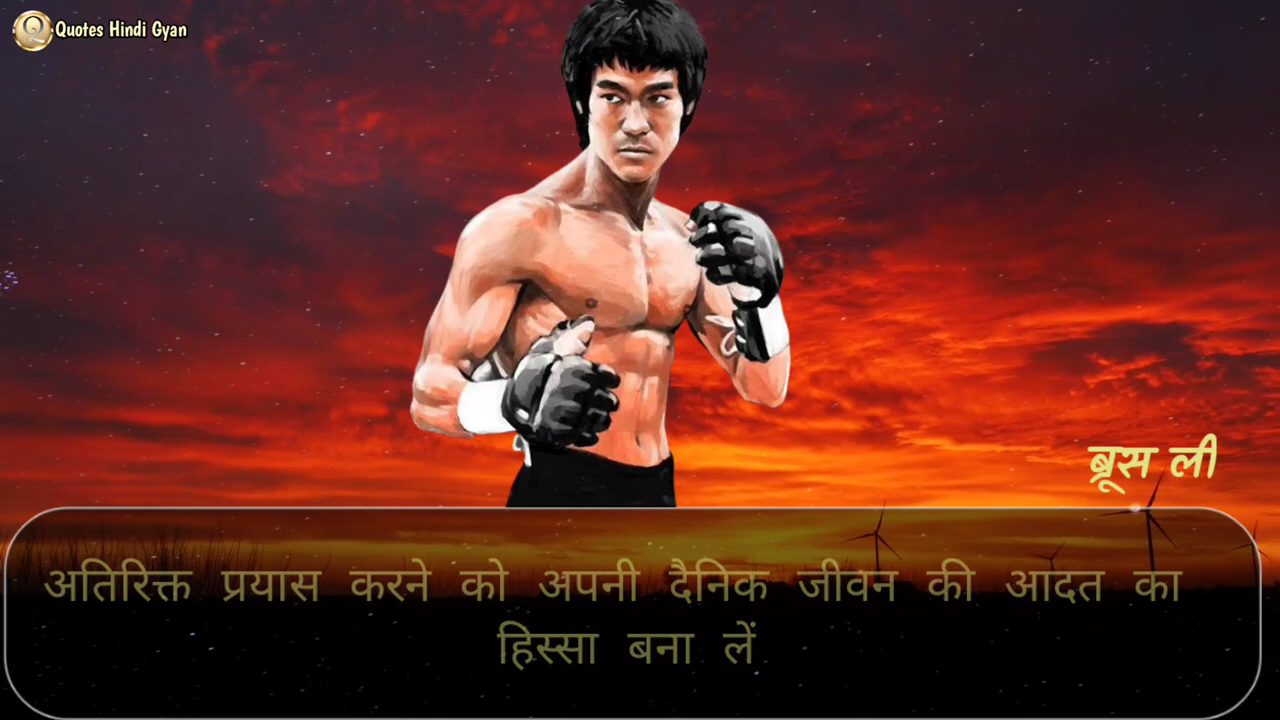 Quotes Hindi Gyan
ब्रूस ली
अतिरिक्त प्रयास करने को अपनी दैनिक जीवन की आदत का
हिस्सा बना लें